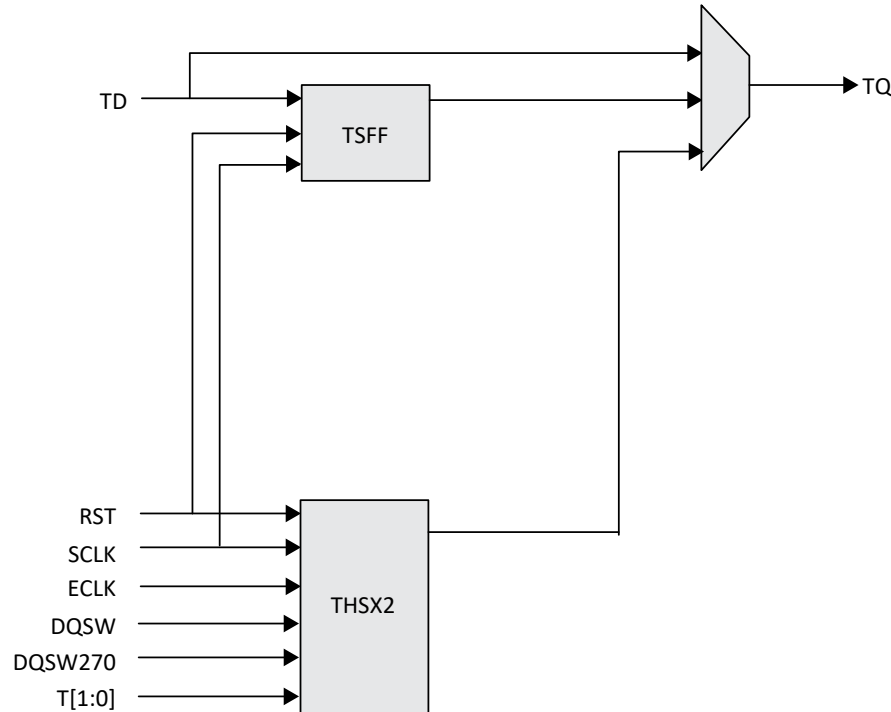 TD
TSFF
TQ
RST
SCLK
ECLK
DQSW
DQSW270
T[1:0]
THSX2